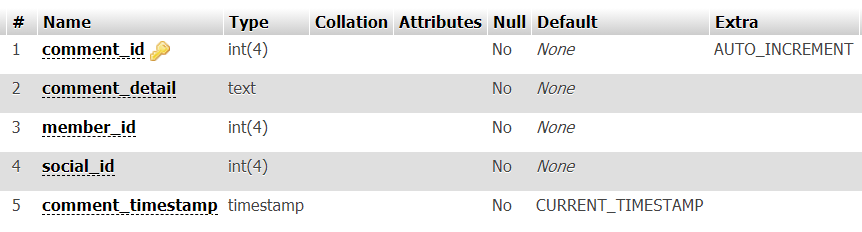 # Name Type Collation Attributes Null Default Extra
1 comment_id int(4) No None AUTO_INCREMENT
2 comment_detail text No None
3 member_id int(4) No None
4 social_id int(4) No None
5 comment_timestamp timestamp No CURRENT_TIMESTAMP